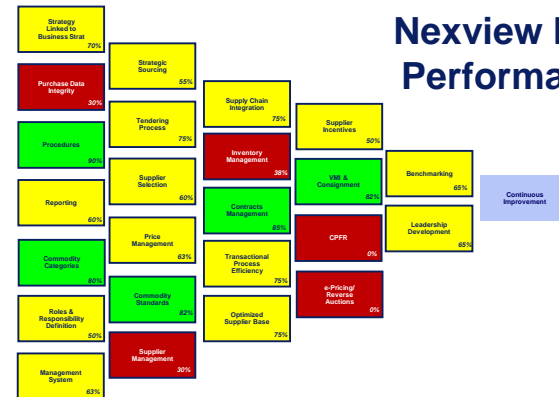 Nexview
Performa
Strategy
Linked to
Business Strat
70%
Purchase Data
Integrity
30%
Procedures
90%
Reporting
60%
Commodity
Categories
80%
Roles &
Responsibility
Definition
50%
Management
System
63%
Strategic
Sourcing
55%
Tendering
Process
75%
Supplier
Selection
60%
Price
Management
63%
Commodity
Standards
82%
Supplier
Management
30%
Supply Chain
Integration
75%
Inventory
Management
38%
Contracts
Management
85%
Transactional
Process
Efficiency
75%
Optimized
Supplier Base
75%
Supplier
Incentives
50%
VMI &
Consignment
82%
CPFR
0%
e-Pricing/
Reverse
Auctions
0%
Benchmarking
65%
Leadership
Development
65%
Continuous
Improvement